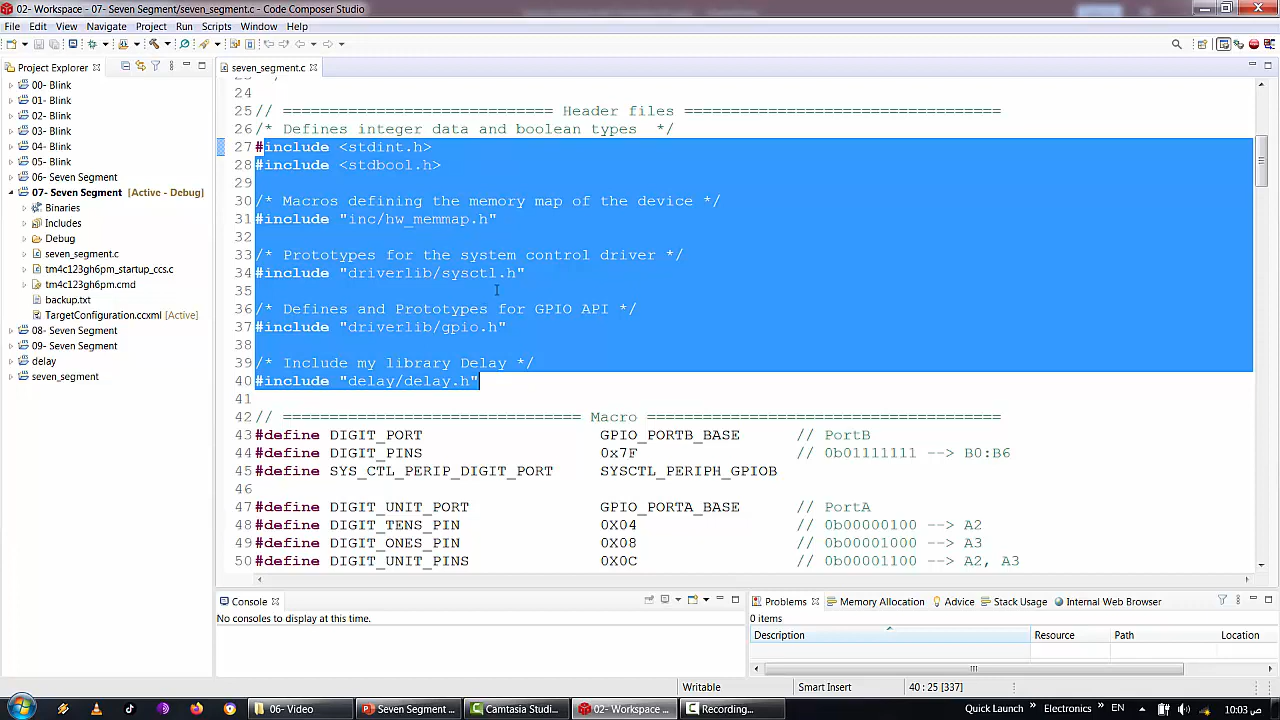 02- Workspace - 07- Seven Segment/seven_segment.c - Code Composer Studio
File Edit View Navigate Project Run Scripts Window Help
Project Explorer
seven_segment.c
00- Blink
01- Blink
02- Blink
03- Blink
04- Blink
05- Blink
06- Seven Segment
07- Seven Segment [Active - Debug]
Binaries
Includes
Debug
seven_segment.c
tm4c123gh6pm_startup_ccs.c
tm4c123gh6pm.cmd
backup.txt
TargetConfiguration.ccxml [Active]
08- Seven Segment
09- Seven Segment
delay
seven_segment
24
25 // ============================= Header files ==================================
26 /* Defines integer data and boolean types */
27 #include <stdint.h>
28 #include <stdbool.h>
29
30 /* Macros defining the memory map of the device */
31 #include "inc/hw_memmap.h"
32
33 /* Prototypes for the system control driver */
34 #include "driverlib/sysctl.h"
35
36 /* Defines and Prototypes for GPIO API */
37 #include "driverlib/gpio.h"
38
39 /* Include my library Delay */
40 #include "delay/delay.h"
41
42 // ================================ Macro ======================================
43 #define DIGIT_PORT GPIO_PORTB_BASE // PortB
44 #define DIGIT_PINS 0x7F // 0b01111111 --> B0:B6
45 #define SYS_CTL_PERIP_DIGIT_PORT SYSCTL_PERIPH_GPIOB
46
47 #define DIGIT_UNIT_PORT GPIO_PORTA_BASE // PortA
48 #define DIGIT_TENS_PIN 0X04 // 0b00000100 --> A2
49 #define DIGIT_ONES_PIN 0X08 // 0b00001000 --> A3
50 #define DIGIT_UNIT_PINS 0X0C // 0b00001100 --> A2, A3
Console
No consoles to display at this time.
Problems Memory Allocation Advice Stack Usage Internal Web Browser
0 items
Description Resource Path Location
Writable Smart Insert 40 : 25 [337]
06- Video Seven Segment ... Camtasia Studio... 02- Workspace ... Recording... Quick Launch Electronics EN 10:03 ص